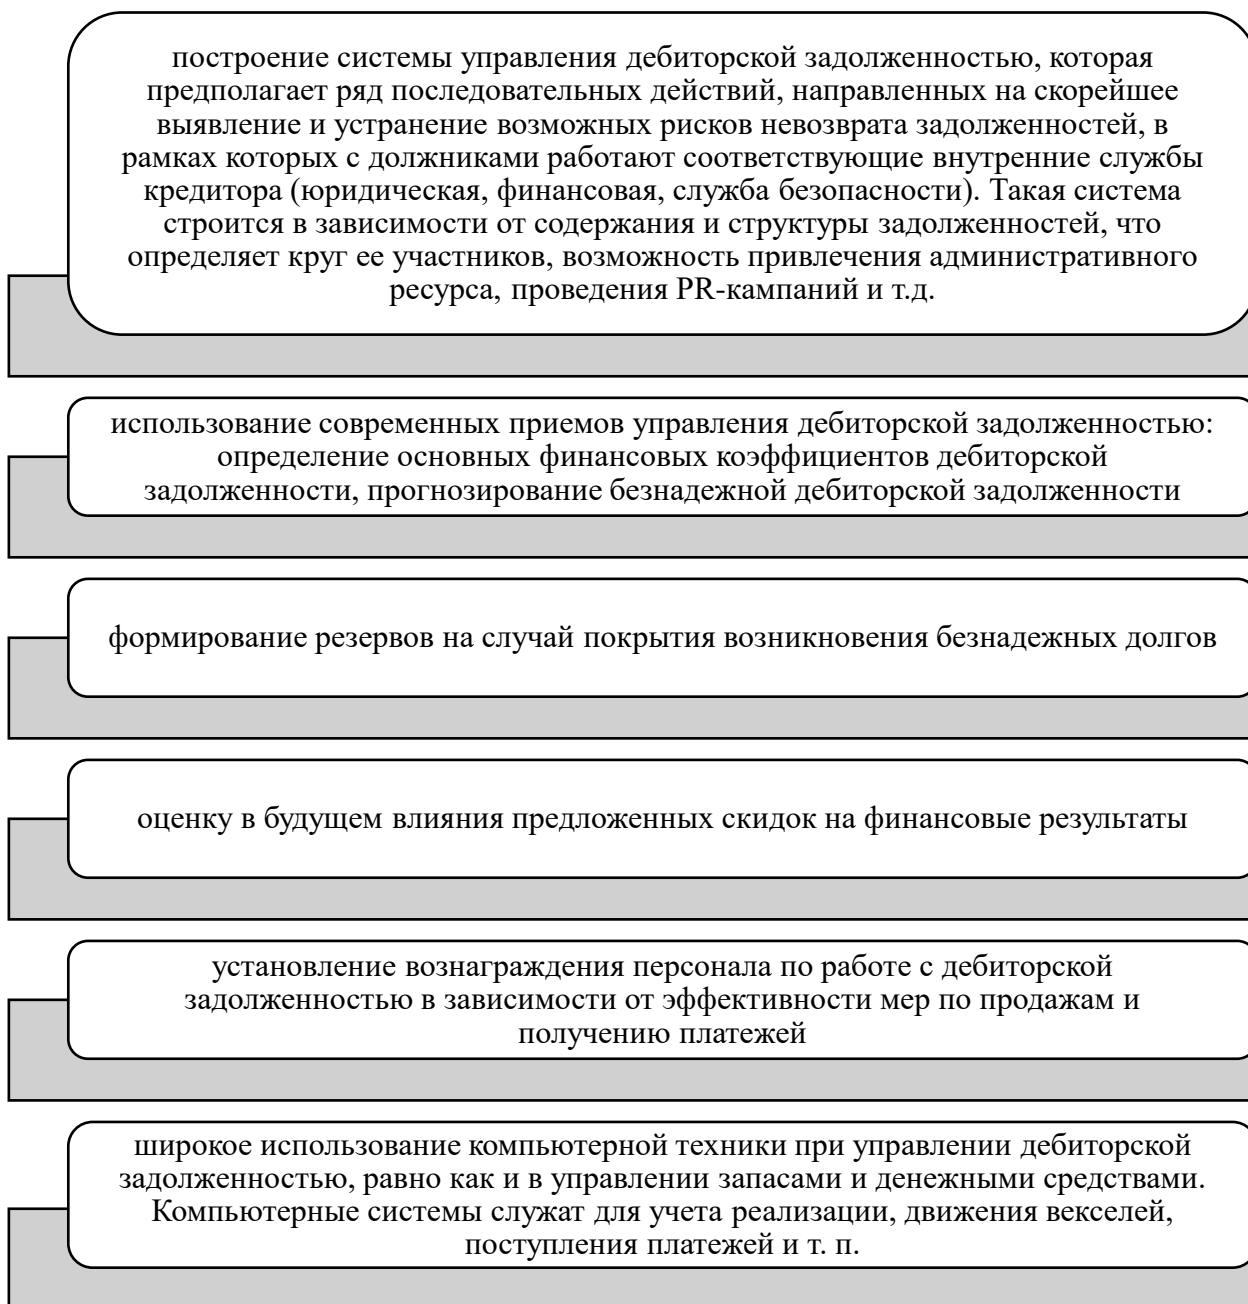 построение системы управления дебиторской задолженностью, которая
предполагает ряд последовательных действий, направленных на скорейшее
выявление и устранение возможных рисков невозврата задолженностей, в
рамках которых с должниками работают соответствующие внутренние службы
кредитора (юридическая, финансовая, служба безопасности). Такая система
строится в зависимости от содержания и структуры задолженностей, что
определяет круг ее участников, возможность привлечения административного
ресурса, проведения PR-кампаний и т.д.
использование современных приемов управления дебиторской задолженностью:
определение основных финансовых коэффициентов дебиторской
задолженности, прогнозирование безнадежной дебиторской задолженности
формирование резервов на случай покрытия возникновения безнадежных долгов
оценку в будущем влияния предложенных скидок на финансовые результаты
установление вознаграждения персонала по работе с дебиторской
задолженностью в зависимости от эффективности мер по продажам и
получению платежей
широкое использование компьютерной техники при управлении дебиторской
задолженностью, равно как и в управлении запасами и денежными средствами.
Компьютерные системы служат для учета реализации, движения векселей,
поступления платежей и т. п.